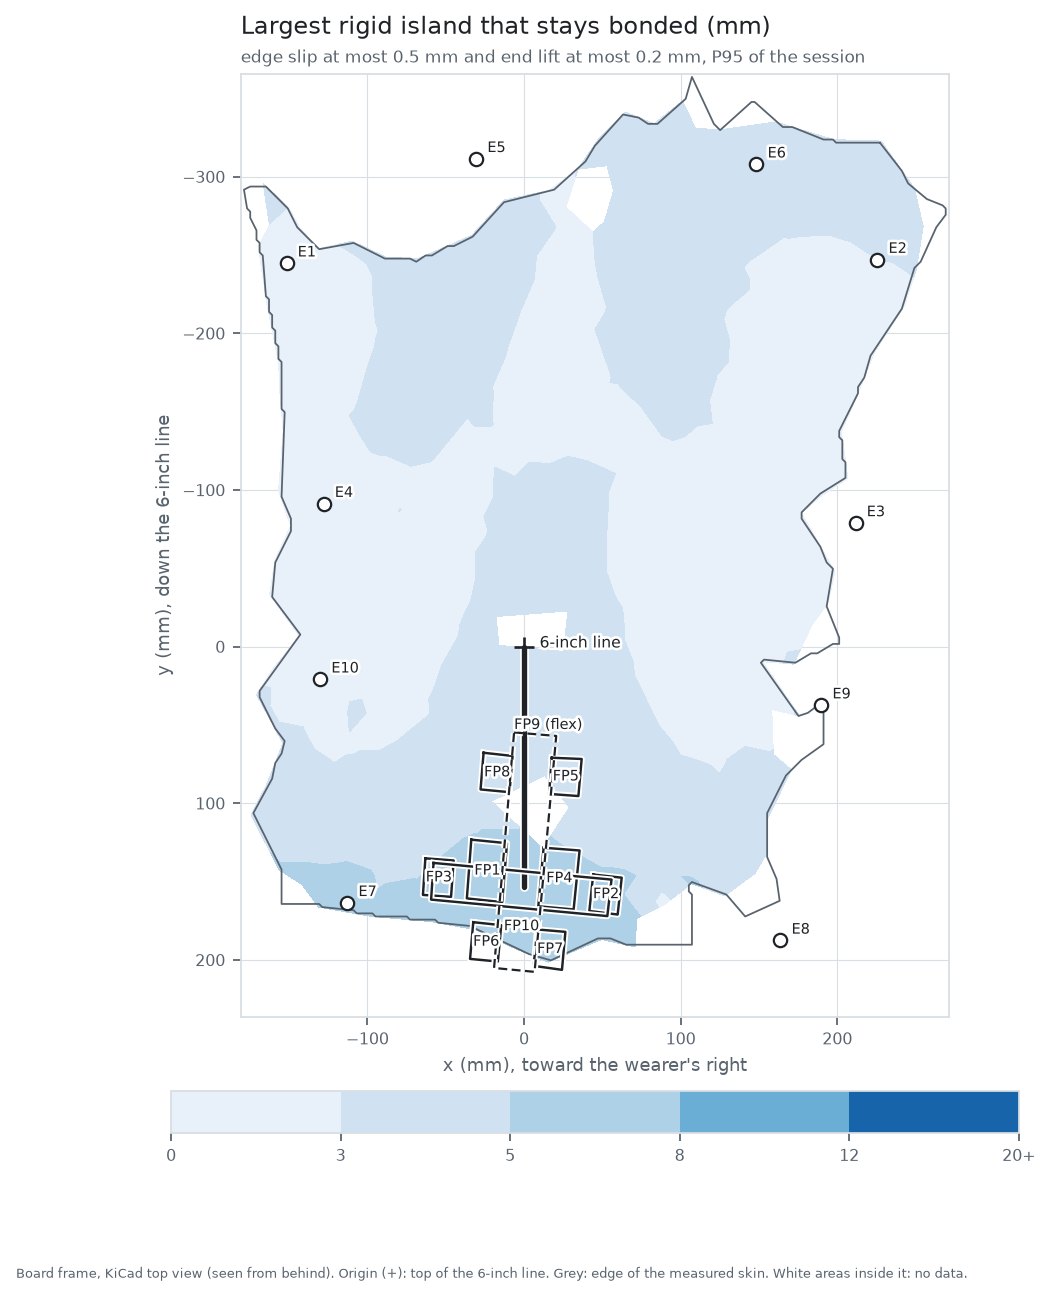 Largest rigid island that stays bonded (mm)
edge slip at most 0.5 mm and end lift at most 0.2 mm, P95 of the session
E5
E6
−300
E1
E2
−200
y (mm), down the 6-inch line
−100
E4
E3
0
6-inch line
E10
E9
FP9 (flex)
FP8
FP5
100
FP1
FP3
FP4
FP2
E7
FP10
E8
FP6
FP7
200
−100
0
100
200
x (mm), toward the wearer's right
0
3
5
8
12
20+
Board frame, KiCad top view (seen from behind). Origin (+): top of the 6-inch line. Grey: edge of the measured skin. White areas inside it: no data.